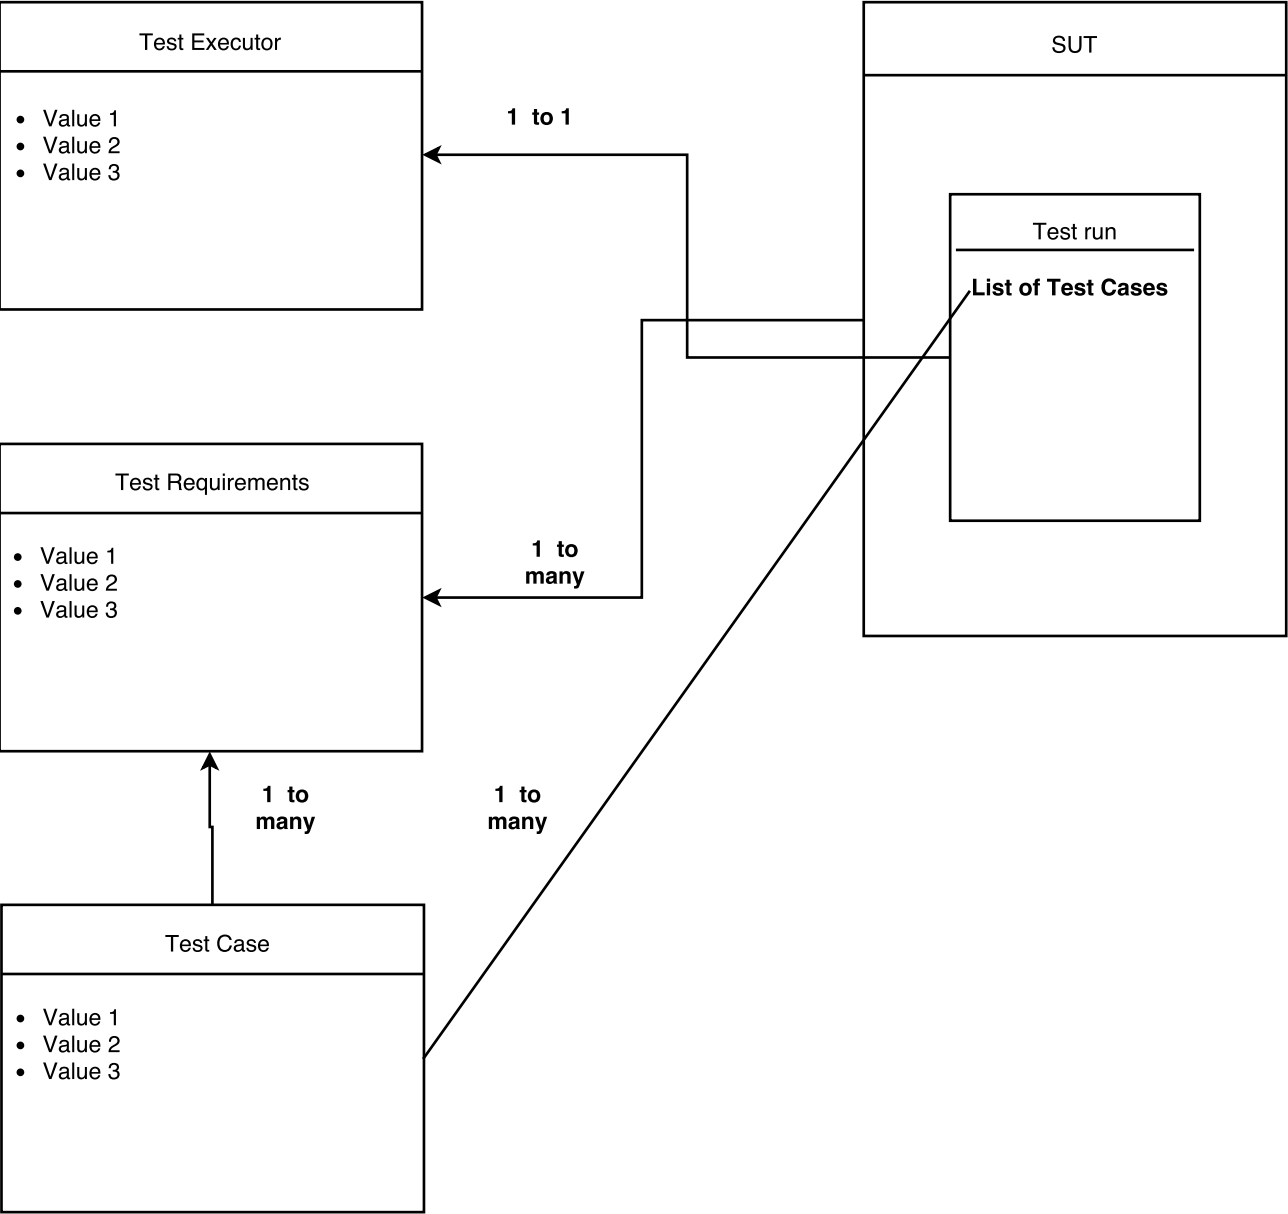 Test Executor
• Value 1
• Value 2
• Value 3
1 to 1
SUT
Test run
List of Test Cases
Test Requirements
• Value 1
• Value 2
• Value 3
1 to
many
1 to
many
1 to
many
Test Case
• Value 1
• Value 2
• Value 3